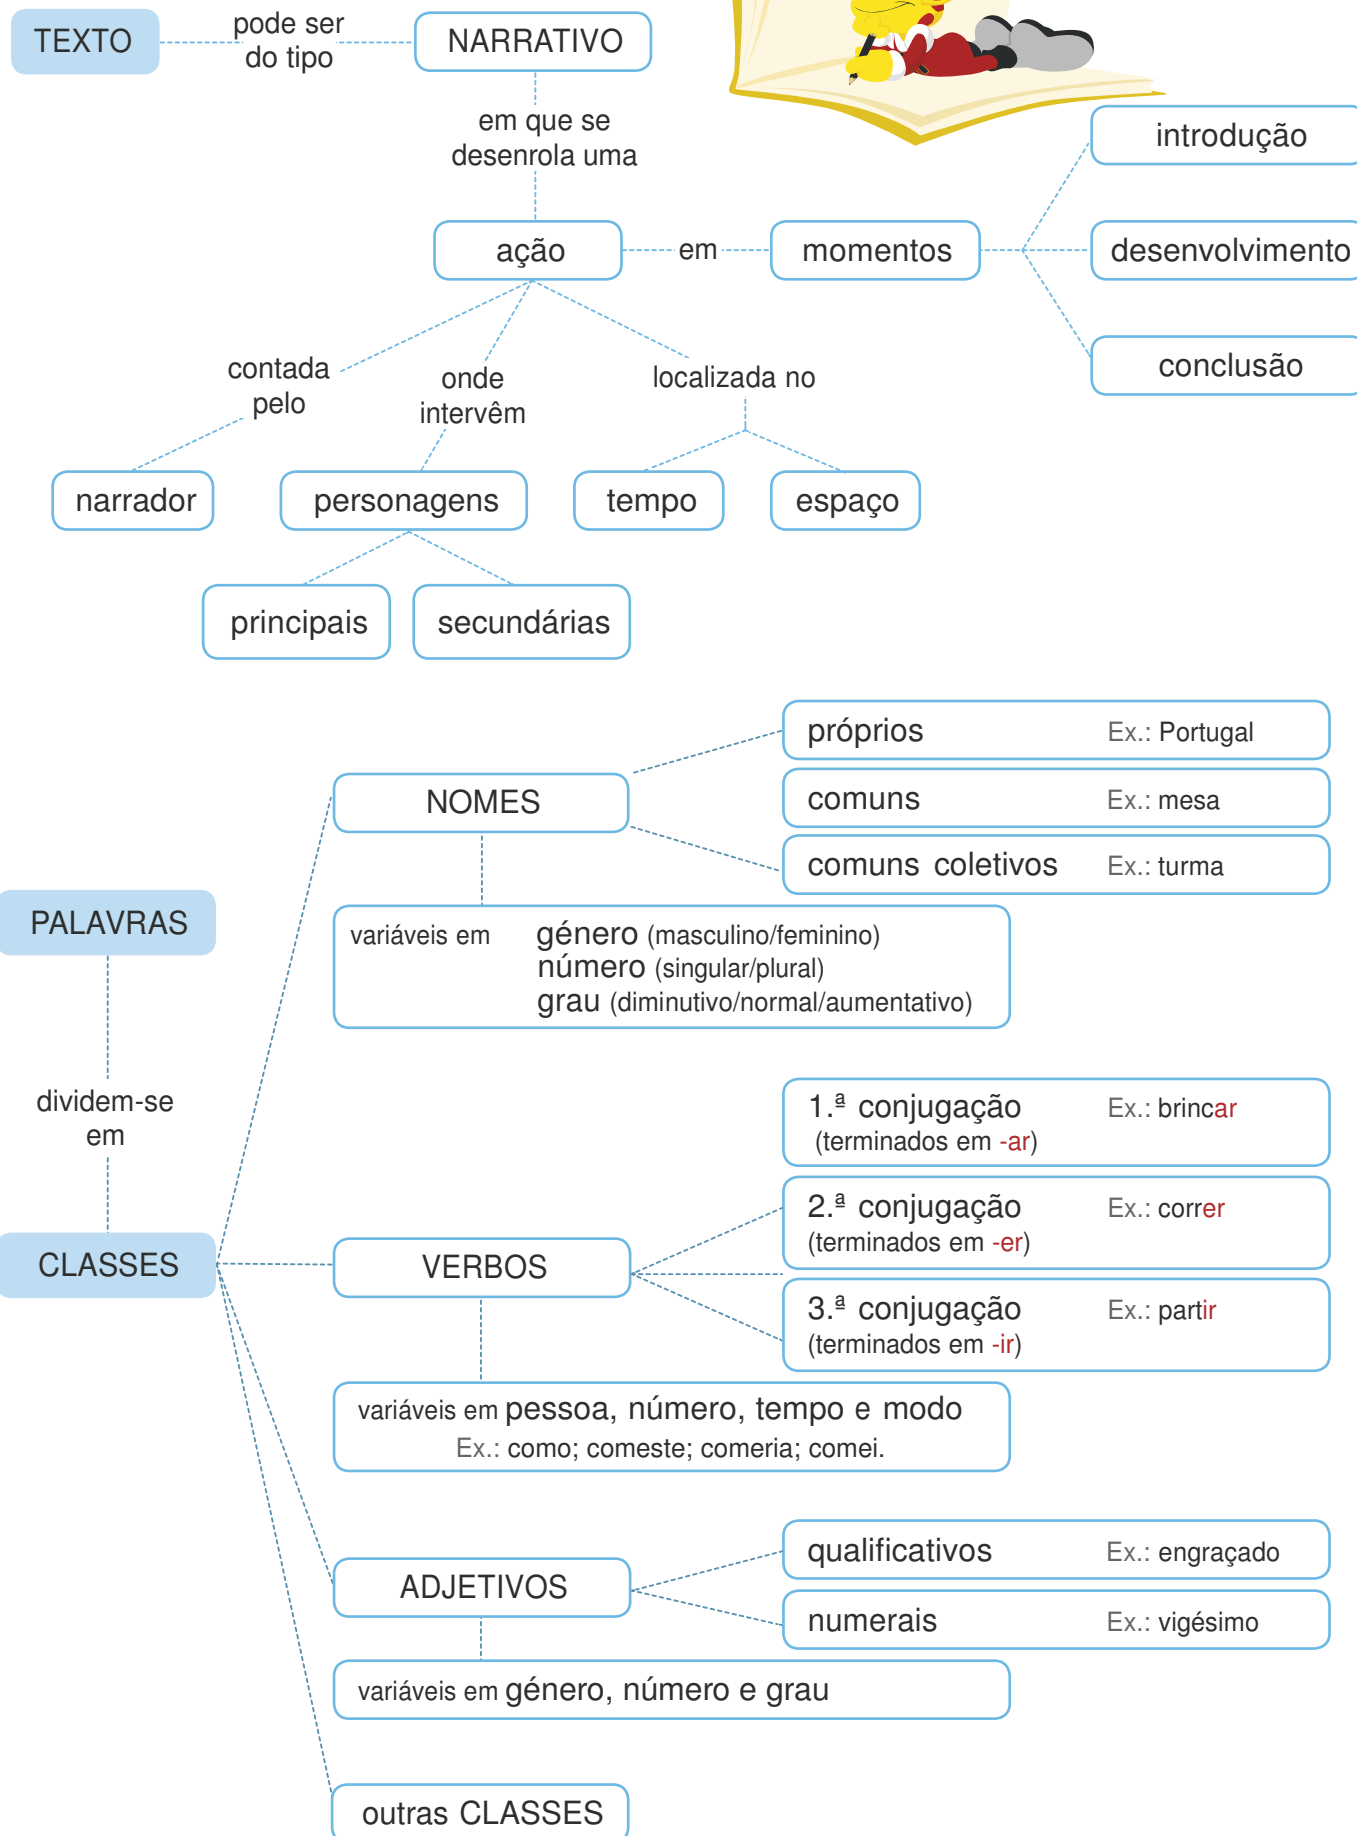 TEXTO
pode ser
do tipo
NARRATIVO
em que se
desenrola uma
introdução
ação
em
momentos
desenvolvimento
conclusão
contada
pelo
onde
intervêm
localizada no
narrador
personagens
tempo
espaço
principais
secundárias
próprios Ex.: Portugal
NOMES
comuns Ex.: mesa
comuns coletivos Ex.: turma
PALAVRAS
variáveis em género (masculino/feminino)
número (singular/plural)
grau (diminutivo/normal/aumentativo)
dividem-se
em
1.ª conjugação Ex.: brincar
(terminados em -ar)
2.ª conjugação Ex.: correr
(terminados em -er)
CLASSES
VERBOS
3.ª conjugação Ex.: partir
(terminados em -ir)
variáveis em pessoa, número, tempo e modo
Ex.: como; comeste; comeria; comei.
qualificativos Ex.: engraçado
ADJETIVOS
numerais Ex.: vigésimo
variáveis em género, número e grau
outras CLASSES